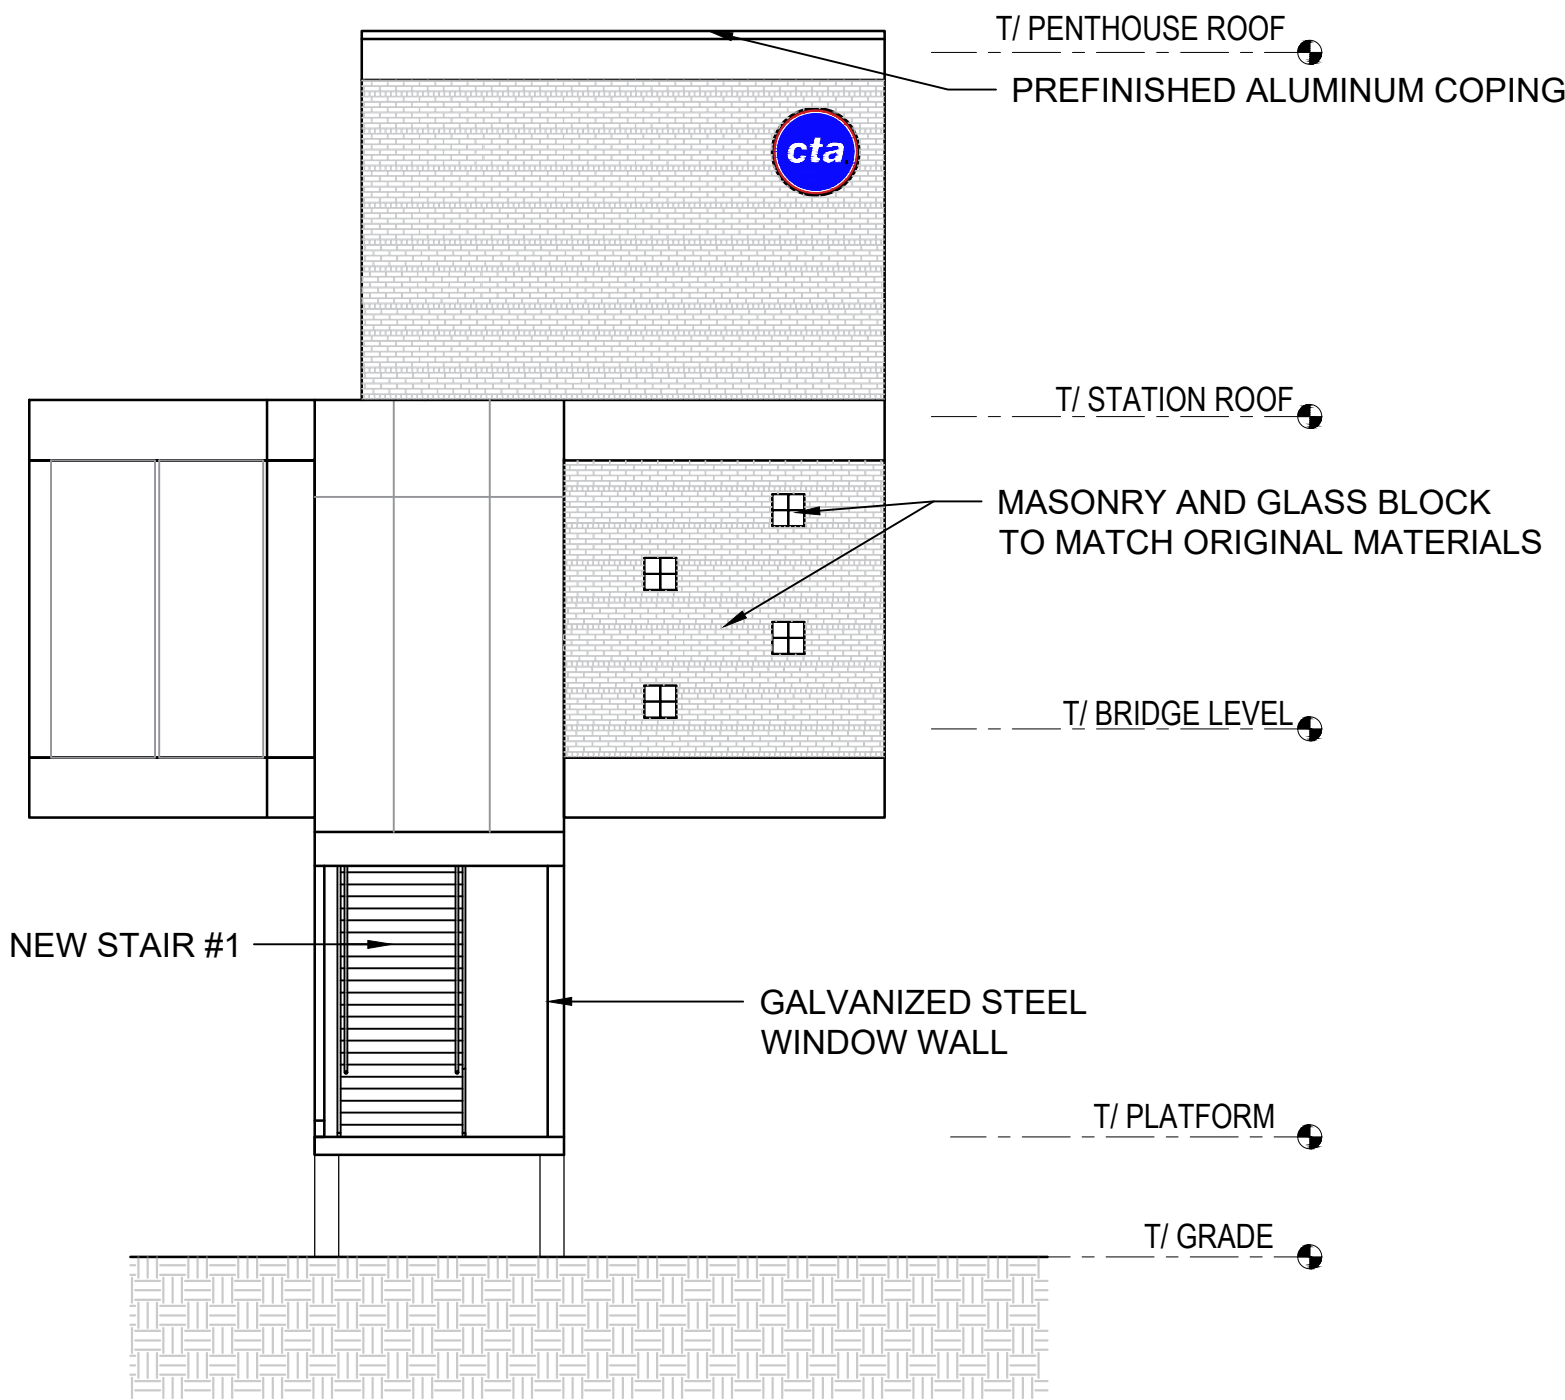 T/ PENTHOUSE ROOF
PREFINISHED ALUMINUM COPING
cta
T/ STATION ROOF
MASONRY AND GLASS BLOCK
TO MATCH ORIGINAL MATERIALS
T/ BRIDGE LEVEL
NEW STAIR #1
GALVANIZED STEEL
WINDOW WALL
T/ PLATFORM
T/ GRADE